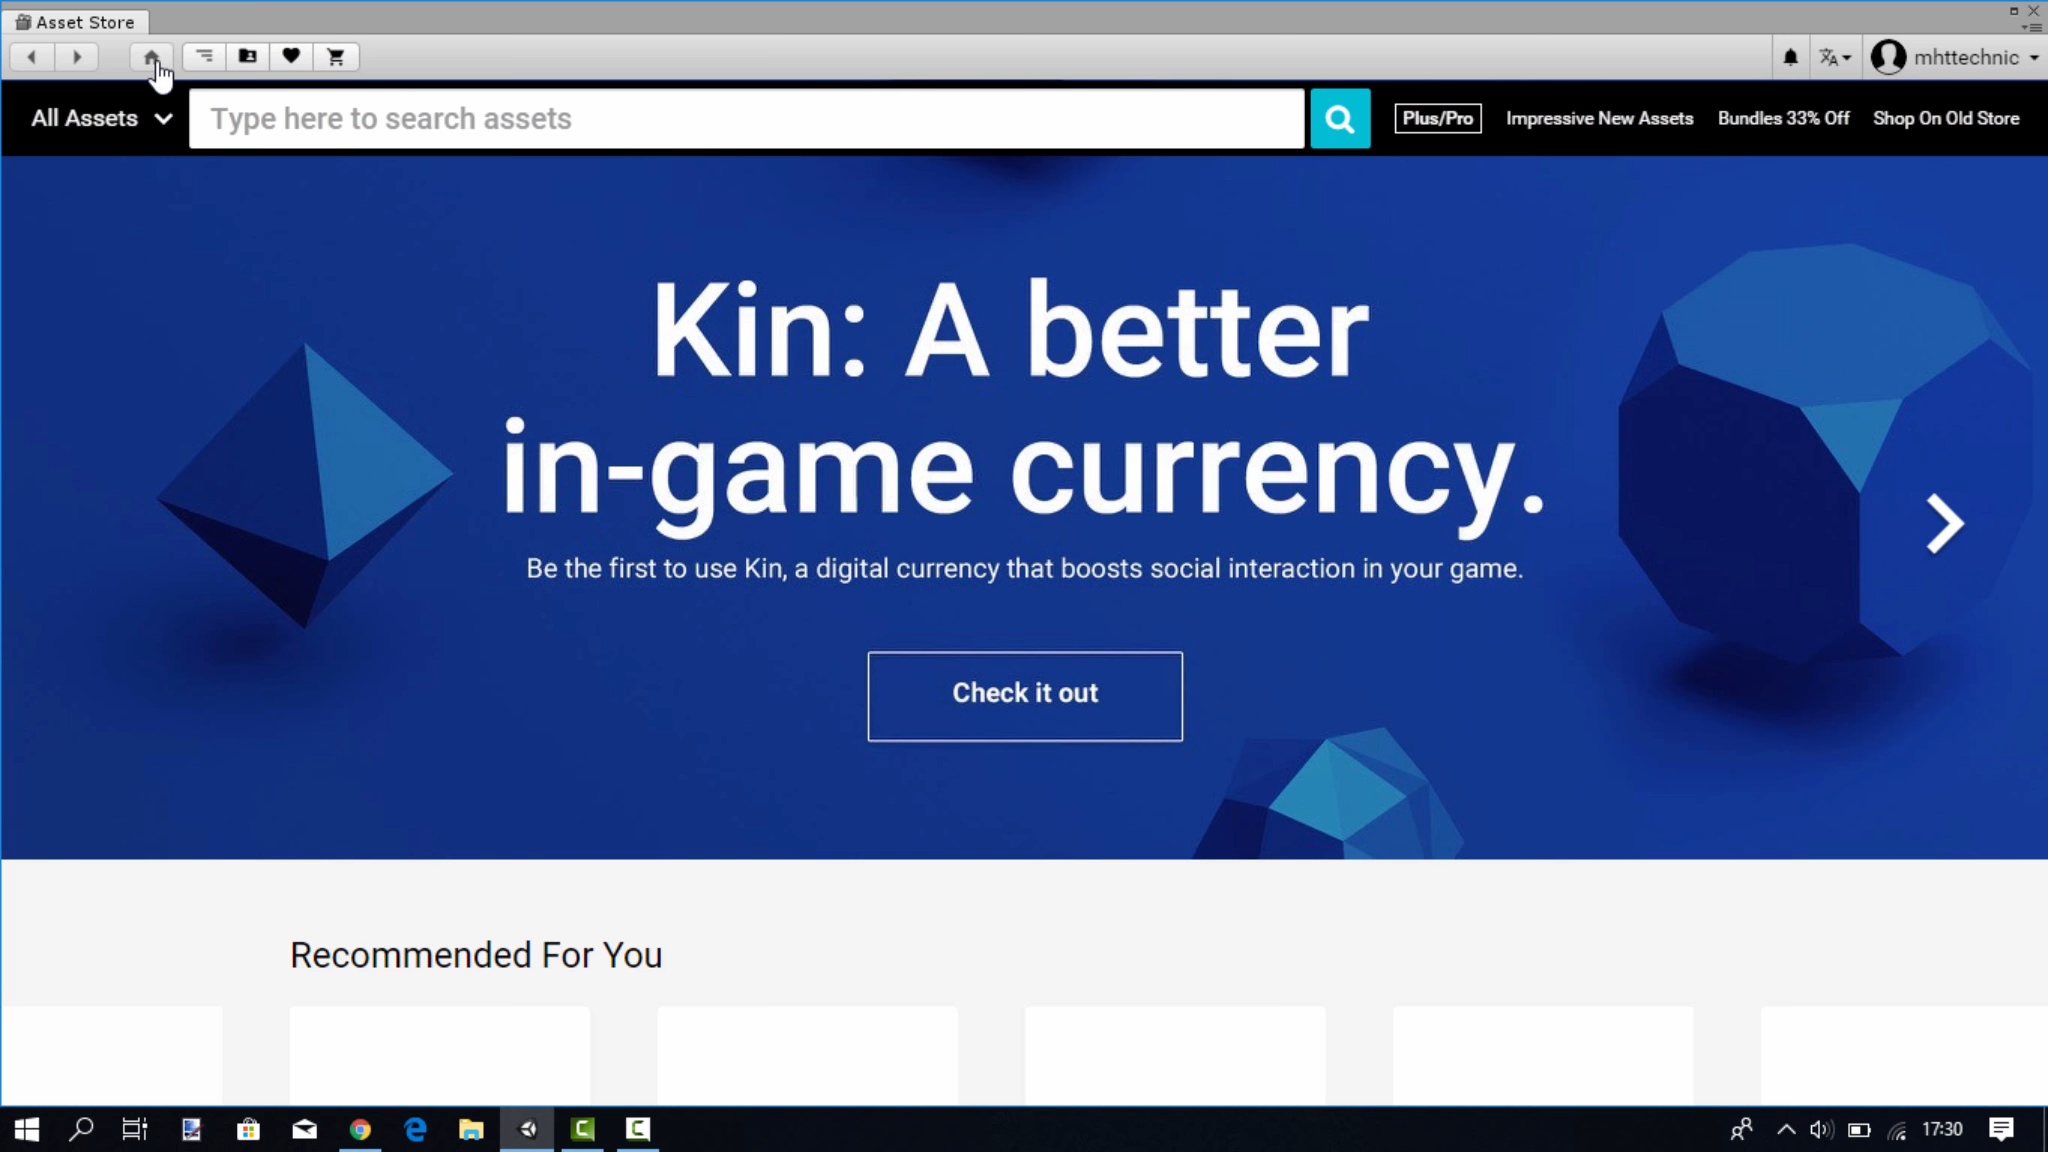 Asset Store
mhttechnic
All Assets
Type here to search assets
Plus/Pro
Impressive New Assets
Bundles 33% Off
Shop On Old Store
Kin: A better
in-game currency.
Be the first to use Kin, a digital currency that boosts social interaction in your game.
Check it out
Recommended For You
17:30